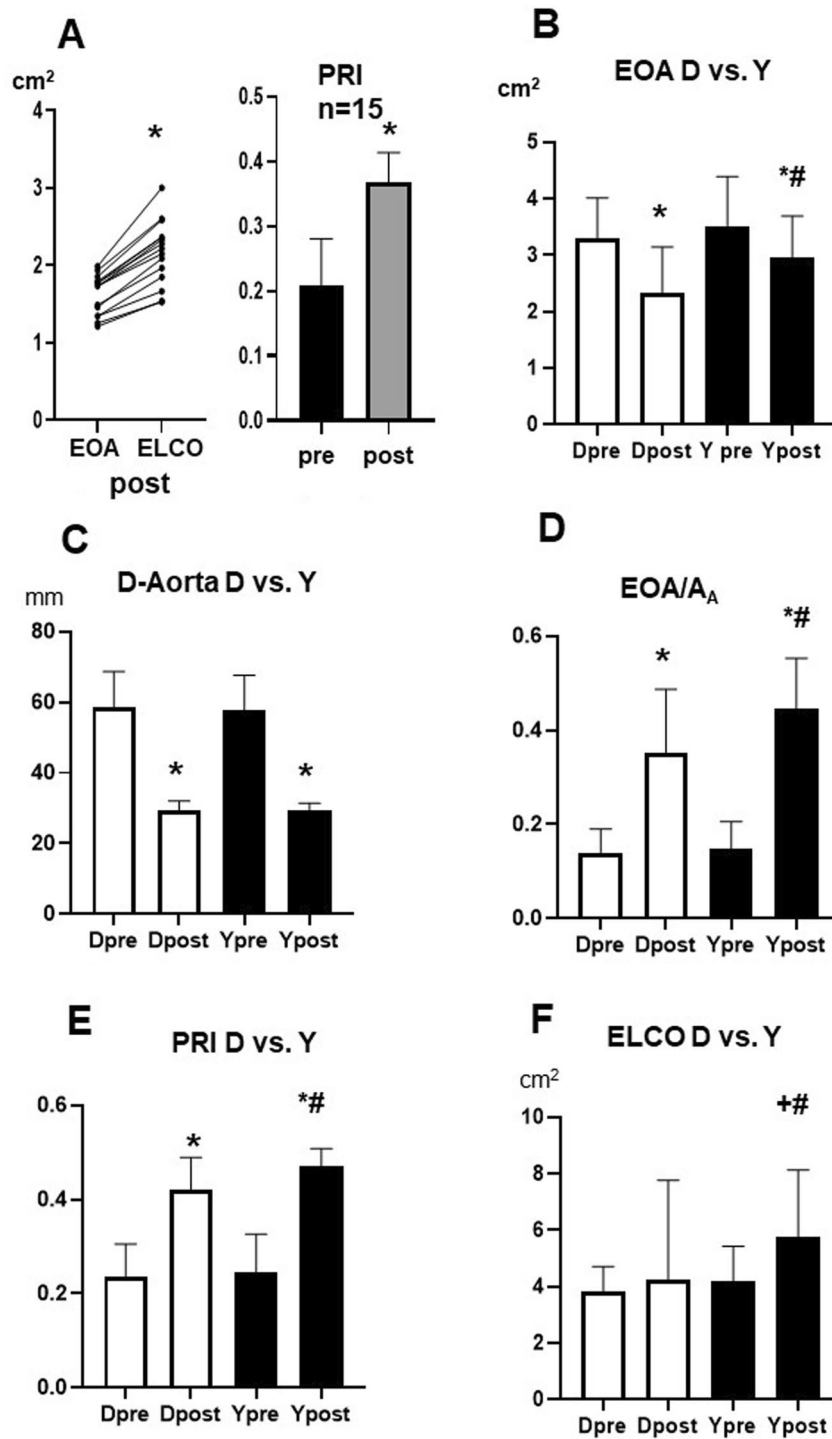 A
cm²
4
3
2
1
0
*
EOA ELCO
post
PRI
n=15
0.5
0.4
0.3
0.2
0.1
0.0
*
pre post
B
EOA D vs. Y
cm²
5
4
3
2
1
0
* *#
Dpre Dpost Y pre Ypost
C
D-Aorta D vs. Y
mm
80
60
40
20
0
* *
Dpre Dpost Ypre Ypost
D
EOA/A_A
0.6
0.4
0.2
0.0
* *#
Dpre Dpost Ypre Ypost
E
PRI D vs. Y
0.6
0.4
0.2
0.0
* *#
Dpre Dpost Ypre Ypost
F
ELCO D vs. Y
cm²
10
8
6
4
2
0
+#
Dpre Dpost Ypre Ypost